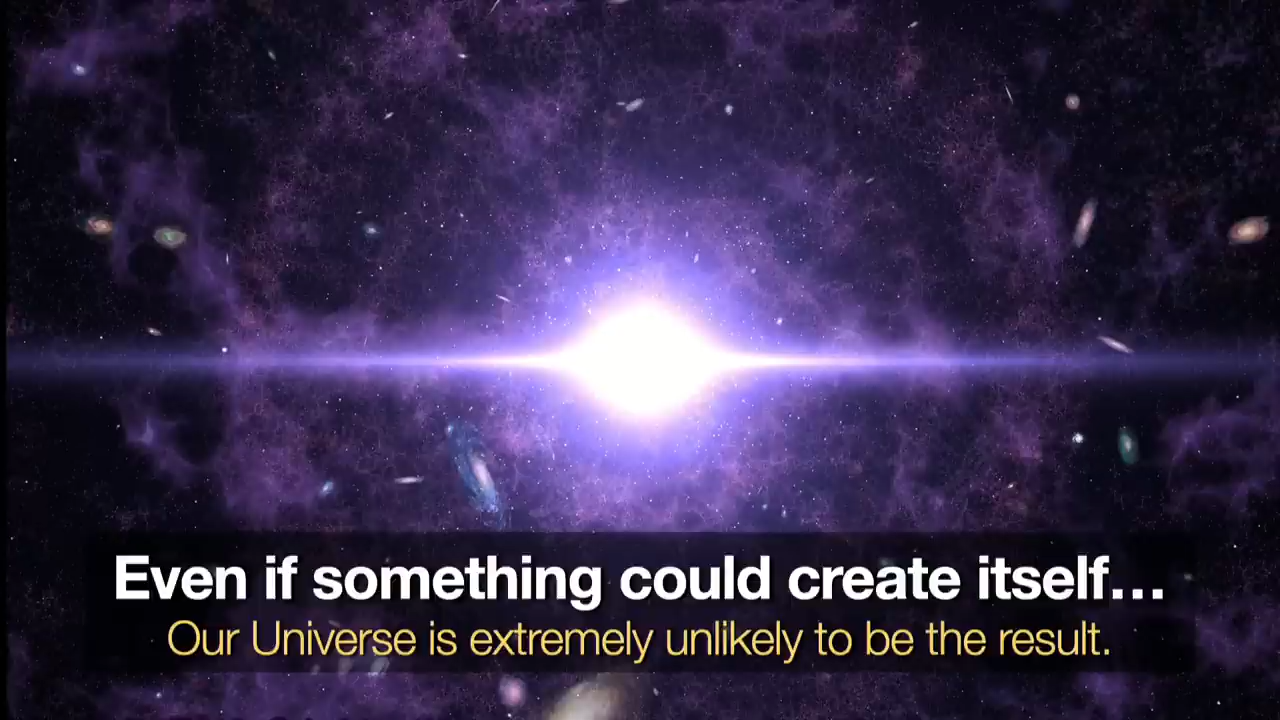 Even if something could create itself…
Our Universe is extremely unlikely to be the result.